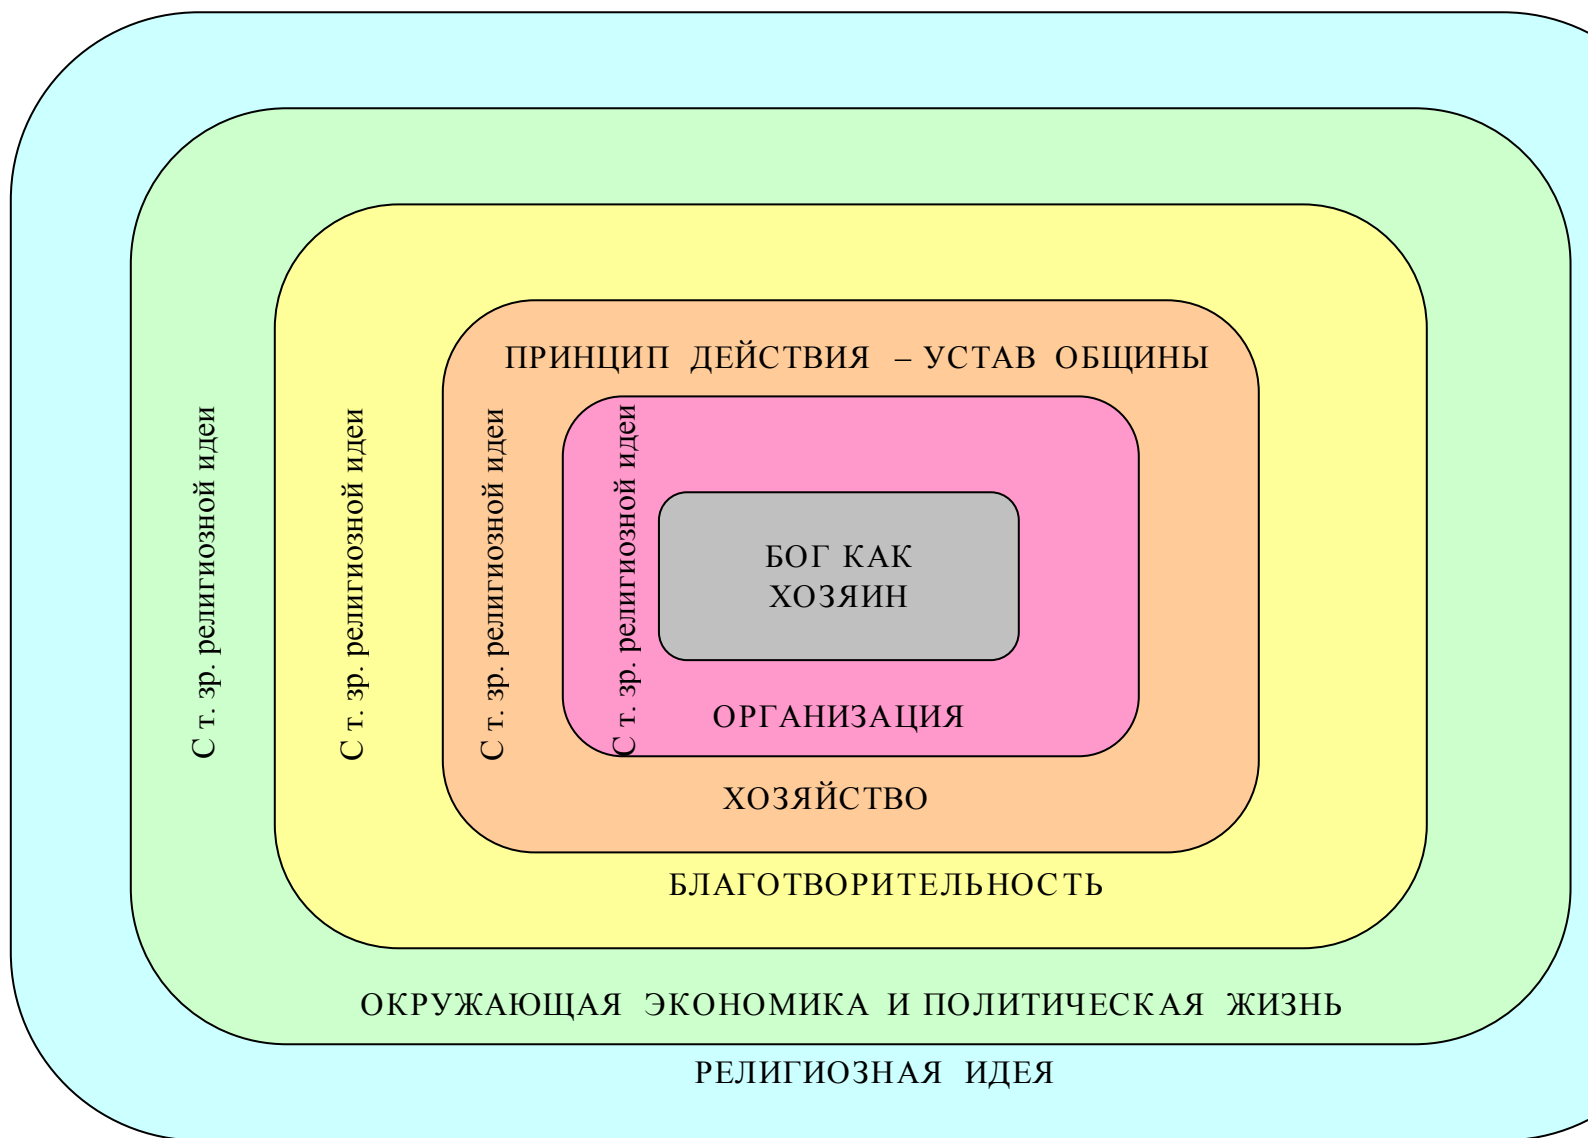 ПРИНЦИП ДЕЙСТВИЯ – УСТАВ ОБЩИНЫ
С т. зр. религиозной идеи
С т. зр. религиозной идеи
С т. зр. религиозной идеи
С т. зр. религиозной идеи
БОГ КАК
ХОЗЯИН
ОРГАНИЗАЦИЯ
ХОЗЯЙСТВО
БЛАГОТВОРИТЕЛЬНОСТЬ
ОКРУЖАЮЩАЯ ЭКОНОМИКА И ПОЛИТИЧЕСКАЯ ЖИЗНЬ
РЕЛИГИОЗНАЯ ИДЕЯ